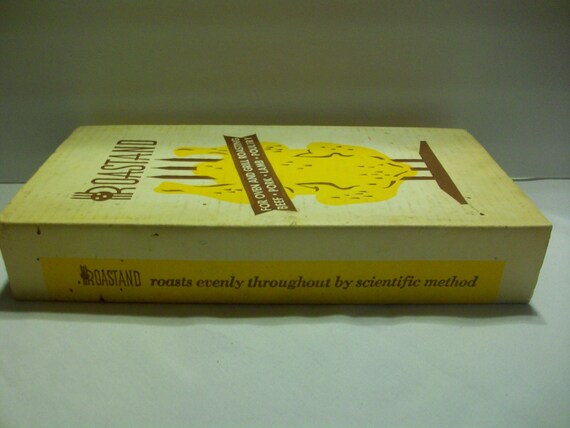 ROASTAND
FOR OVEN AND GRILL ROASTING
BEEF • PORK • LAMB • POULTRY
ROASTAND roasts evenly throughout by scientific method